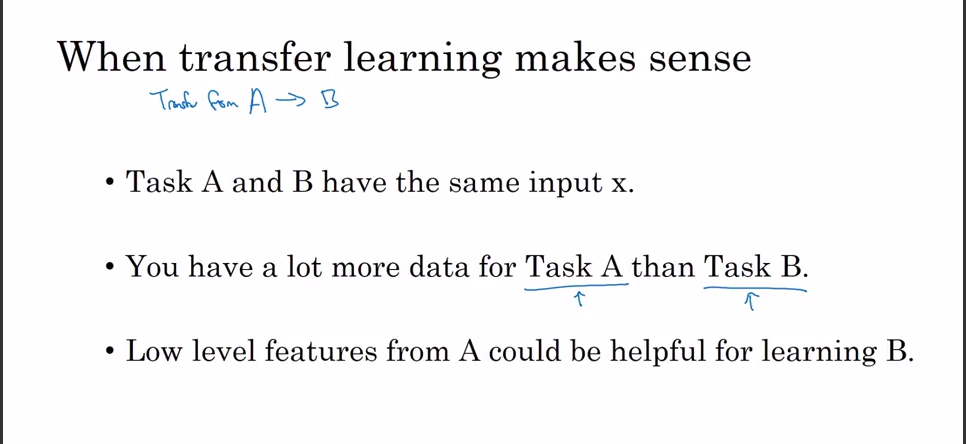 When transfer learning makes sense
Transfer from A → B
• Task A and B have the same input x.
• You have a lot more data for Task A than Task B.
• Low level features from A could be helpful for learning B.